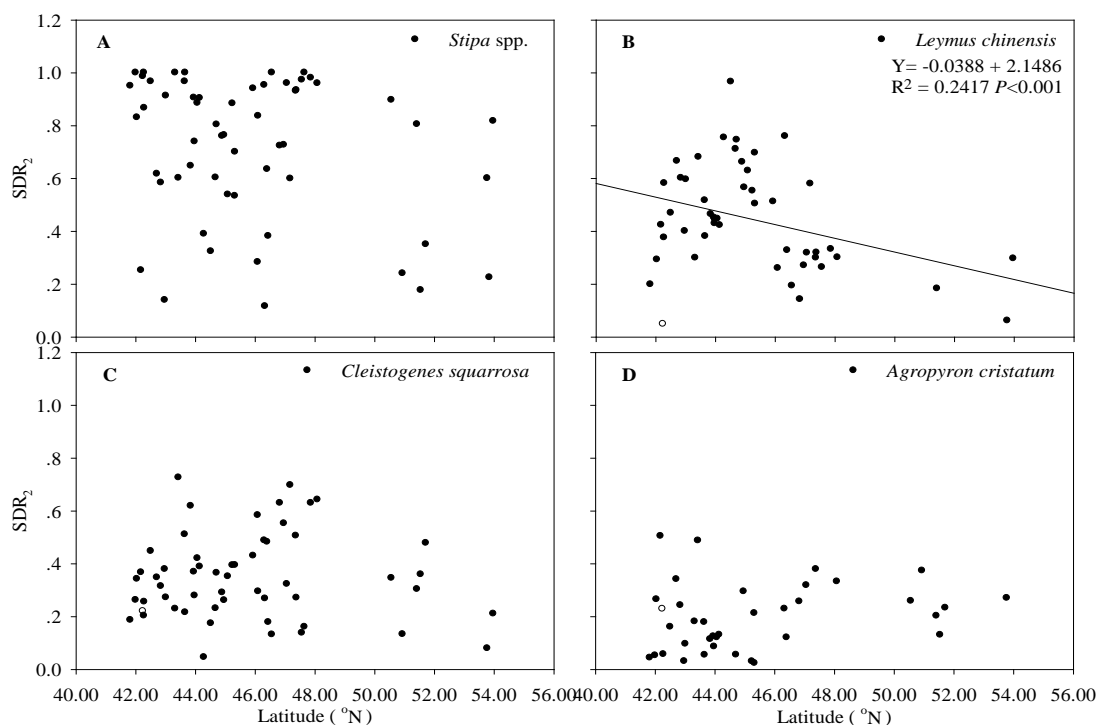 1.2
1.0
.8
.6
.4
.2
0.0
SDR2
A
Stipa spp.
B
Leymus chinensis
Y= -0.0388 + 2.1486
R2 = 0.2417 P<0.001
1.2
1.0
.8
.6
.4
.2
0.0
SDR2
C
Cleistogenes squarrosa
D
Agropyron cristatum
40.00 42.00 44.00 46.00 48.00 50.00 52.00 54.00 56.00
Latitude ( oN)
40.00 42.00 44.00 46.00 48.00 50.00 52.00 54.00 56.00
Latitude ( oN)